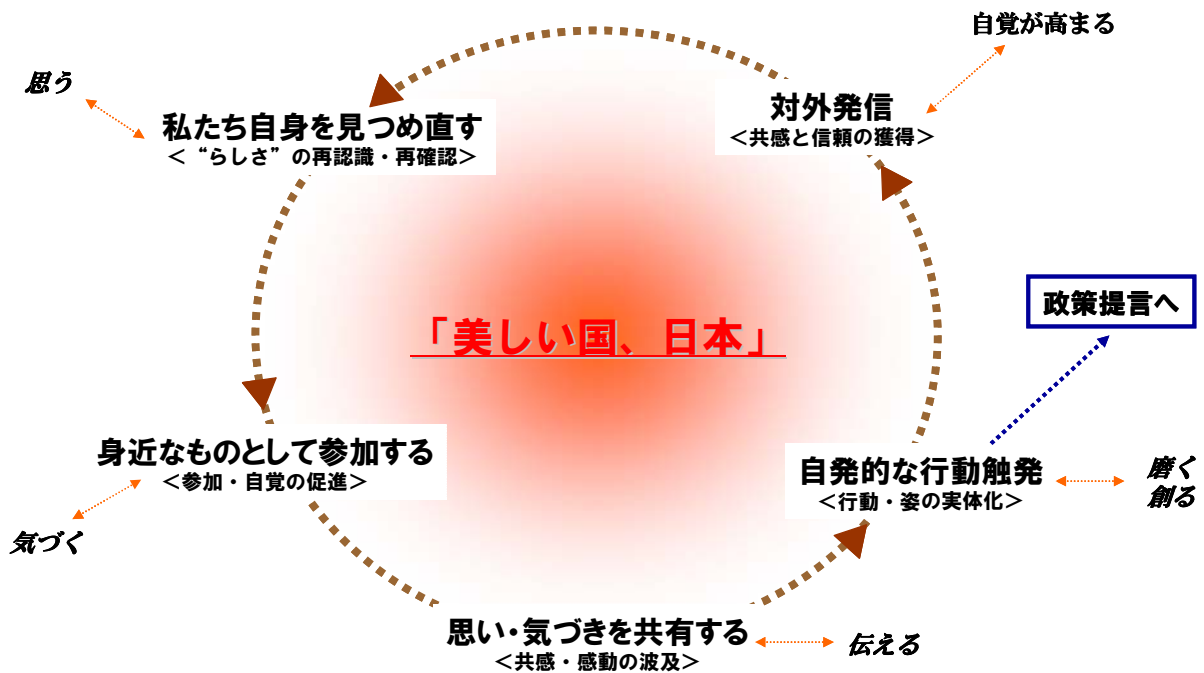 自覚が高まる
思う
対外発信
＜共感と信頼の獲得＞
私たち自身を見つめ直す
＜“らしさ”の再認識・再確認＞
政策提言へ
「美しい国、日本」
身近なものとして参加する
＜参加・自覚の促進＞
自発的な行動触発
＜行動・姿の実体化＞
磨く
創る
気づく
思い・気づきを共有する
＜共感・感動の波及＞
伝える